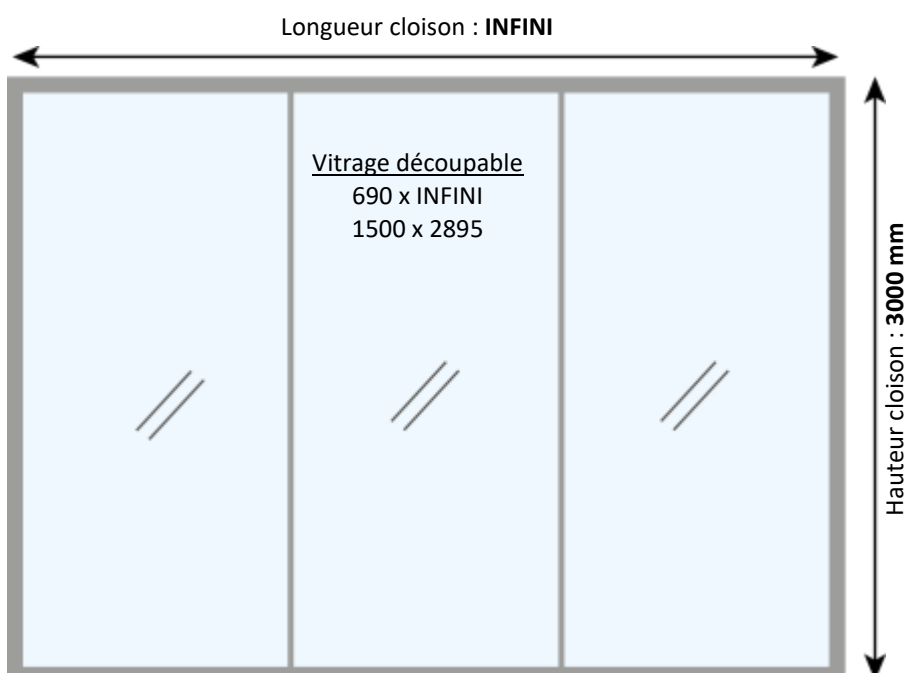 Longueur cloison : INFINI
Vitrage découpable
690 x INFINI
1500 x 2895
Hauteur cloison : 3000 mm